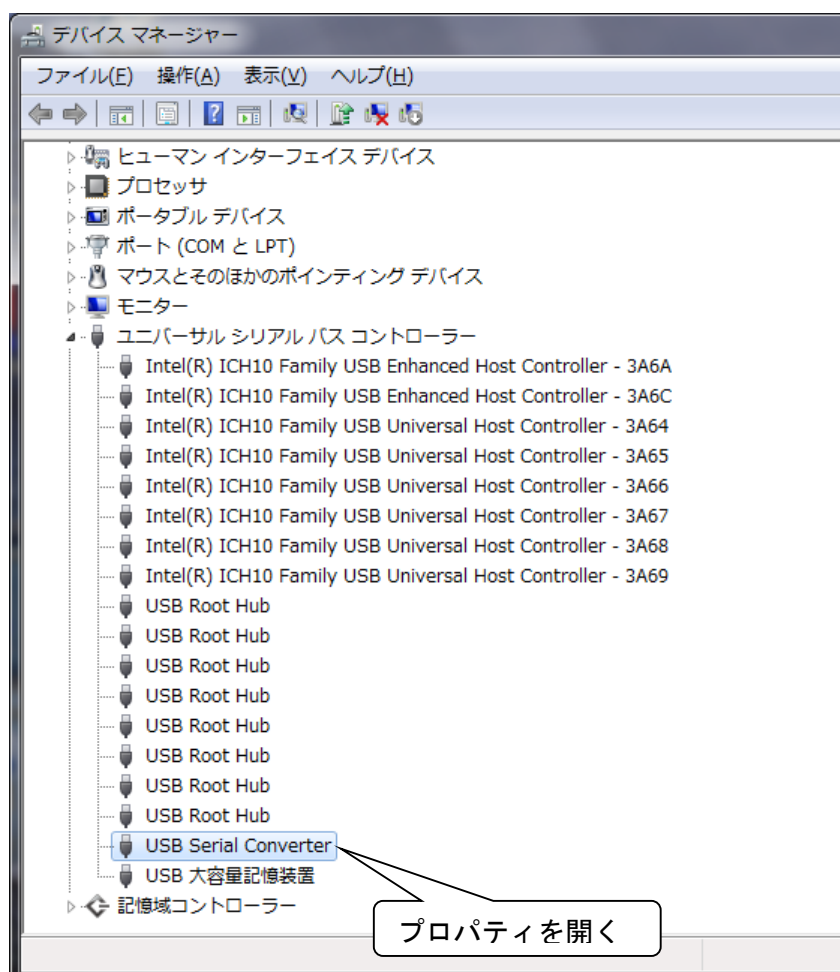 デバイス マネージャー
ファイル(F) 操作(A) 表示(V) ヘルプ(H)
ヒューマン インターフェイス デバイス
プロセッサ
ポータブル デバイス
ポート (COM と LPT)
マウスとそのほかのポインティング デバイス
モニター
ユニバーサル シリアル バス コントローラー
Intel(R) ICH10 Family USB Enhanced Host Controller - 3A6A
Intel(R) ICH10 Family USB Enhanced Host Controller - 3A6C
Intel(R) ICH10 Family USB Universal Host Controller - 3A64
Intel(R) ICH10 Family USB Universal Host Controller - 3A65
Intel(R) ICH10 Family USB Universal Host Controller - 3A66
Intel(R) ICH10 Family USB Universal Host Controller - 3A67
Intel(R) ICH10 Family USB Universal Host Controller - 3A68
Intel(R) ICH10 Family USB Universal Host Controller - 3A69
USB Root Hub
USB Root Hub
USB Root Hub
USB Root Hub
USB Root Hub
USB Root Hub
USB Root Hub
USB Root Hub
USB Serial Converter
USB 大容量記憶装置
記憶域コントローラー
プロパティを開く